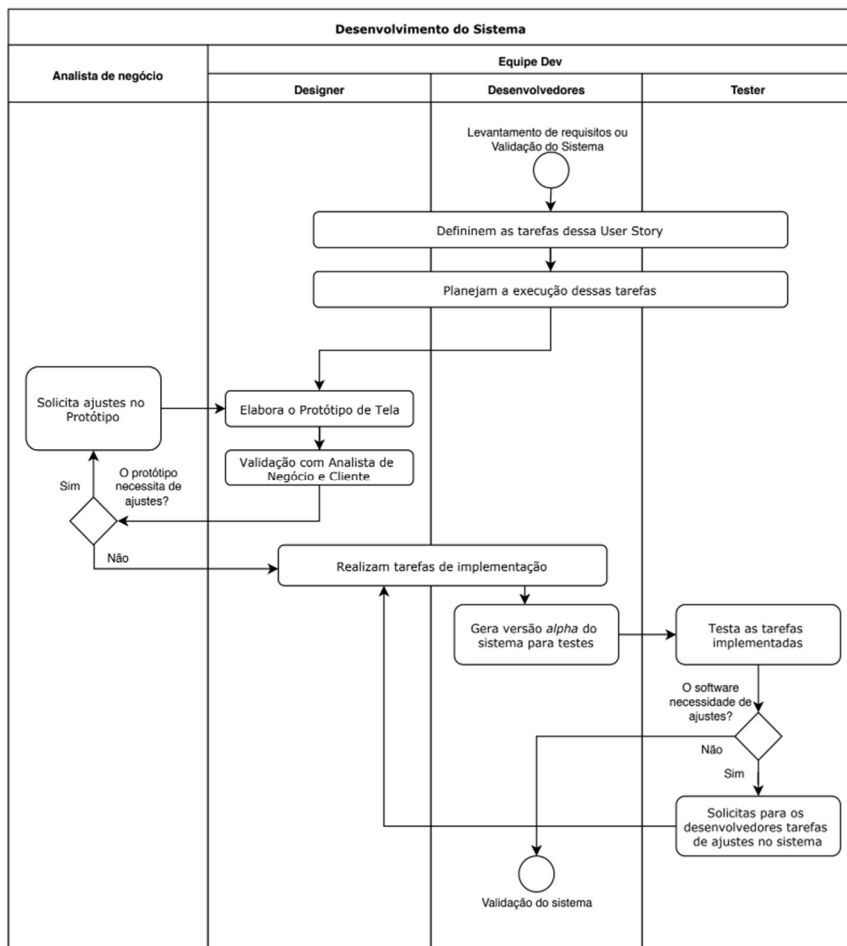 Desenvolvimento do Sistema
Analista de negócio
Equipe Dev
Designer
Desenvolvedores
Tester
Levantamento de requisitos ou
Validação do Sistema
Defininem as tarefas dessa User Story
Planejam a execução dessas tarefas
Solicita ajustes no
Protótipo
Elabora o Protótipo de Tela
Validação com Analista de
Negócio e Cliente
O protótipo
necessita de
ajustes?
Sim
Não
Realizam tarefas de implementação
Gera versão alpha do
sistema para testes
Testa as tarefas
implementadas
O software
necessidade de
ajustes?
Não
Sim
Solicitas para os
desenvolvedores tarefas
de ajustes no sistema
Validação do sistema